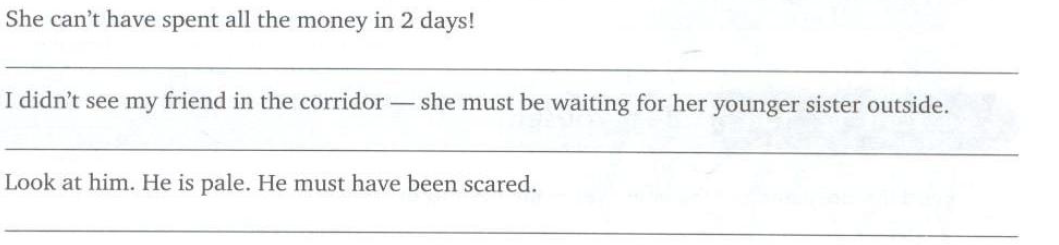 She can’t have spent all the money in 2 days!
I didn’t see my friend in the corridor — she must be waiting for her younger sister outside.
Look at him. He is pale. He must have been scared.